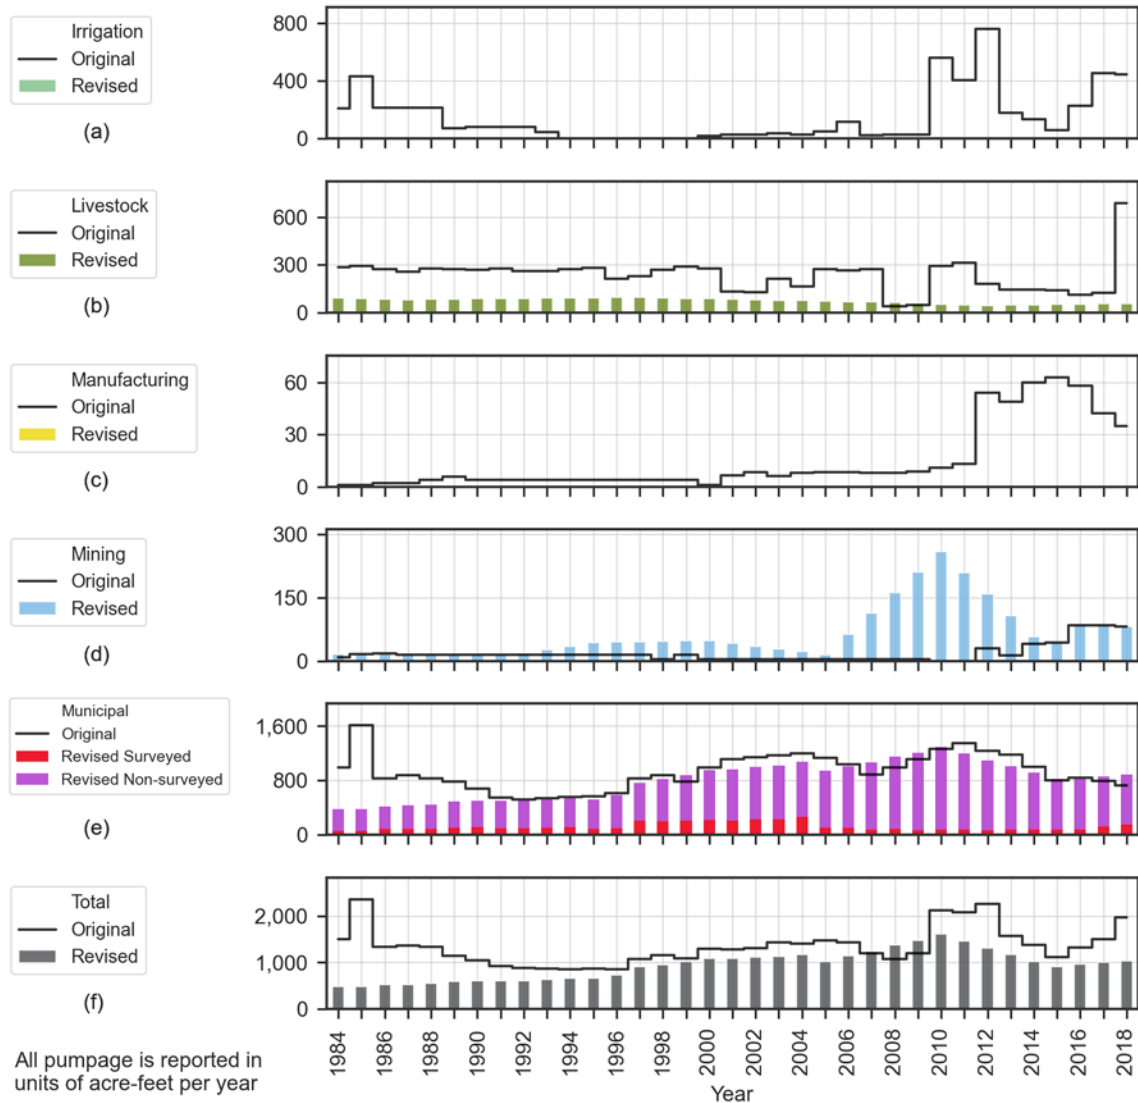 Irrigation
Original
Revised
(a)
800
400
0
Livestock
Original
Revised
(b)
600
300
0
Manufacturing
Original
Revised
(c)
60
30
0
Mining
Original
Revised
(d)
300
150
0
Municipal
Original
Revised Surveyed
Revised Non-surveyed
(e)
1,600
800
0
Total
Original
Revised
(f)
2,000
1,000
0
1984
1986
1988
1990
1992
1994
1996
1998
2000
2002
2004
2006
2008
2010
2012
2014
2016
2018
Year
All pumpage is reported in
units of acre-feet per year